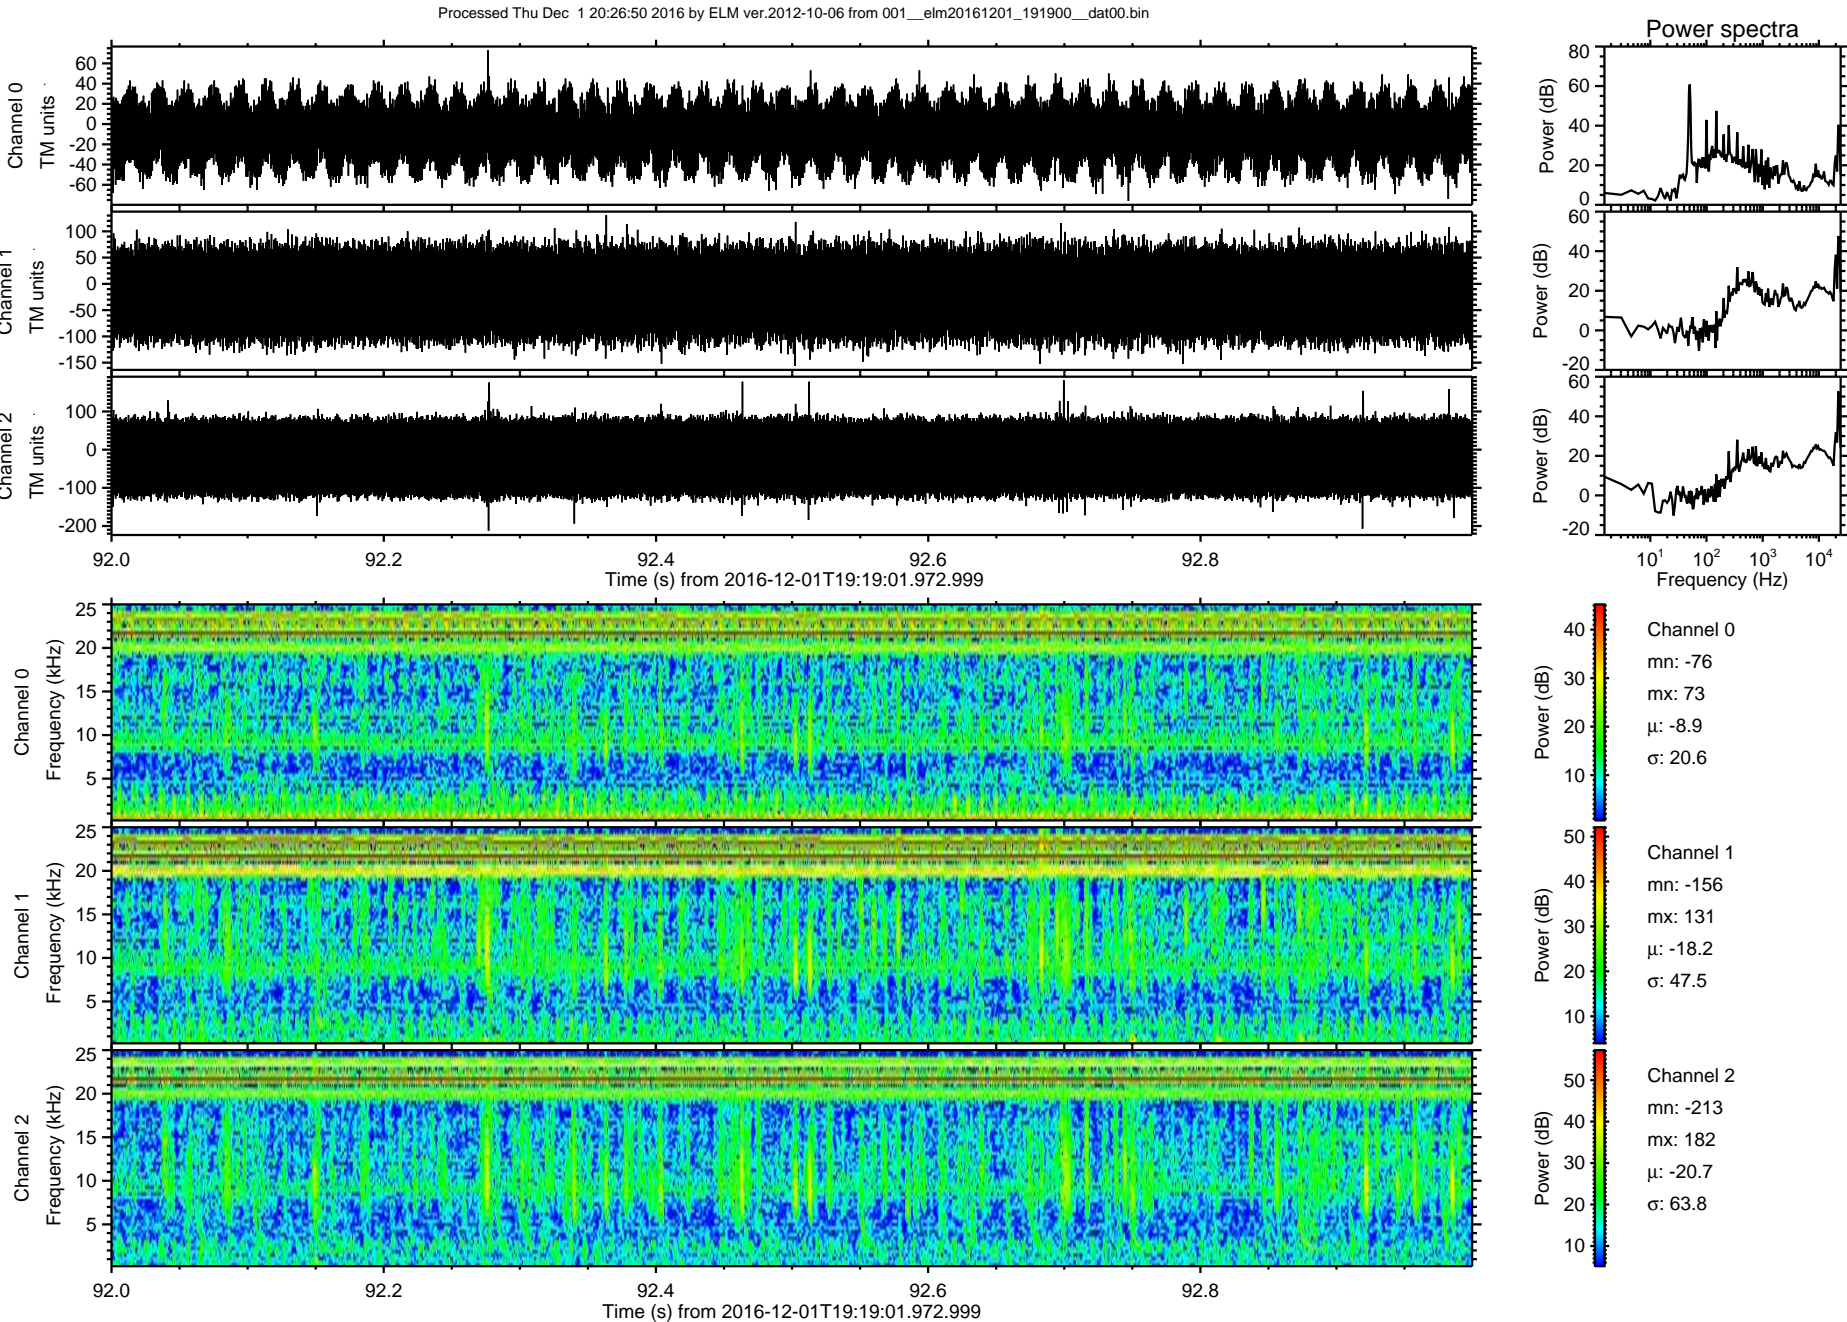 Processed Thu Dec  1 20:26:50 2016 by ELM ver.2012-10-06 from 001__elm20161201_191900__dat00.bin
Power spectra
Channel 0
TM units
60
40
20
0
-20
-40
-60
Power (dB)
80
60
40
20
0
Channel 1
TM units
100
50
0
-50
-100
-150
Power (dB)
60
40
20
0
-20
Channel 2
TM units
100
0
-100
-200
Power (dB)
60
40
20
0
-20
92.0 92.2 92.4 92.6 92.8
Time (s) from 2016-12-01T19:19:01.972.999
10¹ 10² 10³ 10⁴
Frequency (Hz)
Channel 0
Frequency (kHz)
25
20
15
10
5
Power (dB)
40
30
20
10
Channel 0
mn: -76
mx: 73
μ: -8.9
σ: 20.6
Channel 1
Frequency (kHz)
25
20
15
10
5
Power (dB)
50
40
30
20
10
Channel 1
mn: -156
mx: 131
μ: -18.2
σ: 47.5
Channel 2
Frequency (kHz)
25
20
15
10
5
Power (dB)
50
40
30
20
10
Channel 2
mn: -213
mx: 182
μ: -20.7
σ: 63.8
92.0 92.2 92.4 92.6 92.8
Time (s) from 2016-12-01T19:19:01.972.999